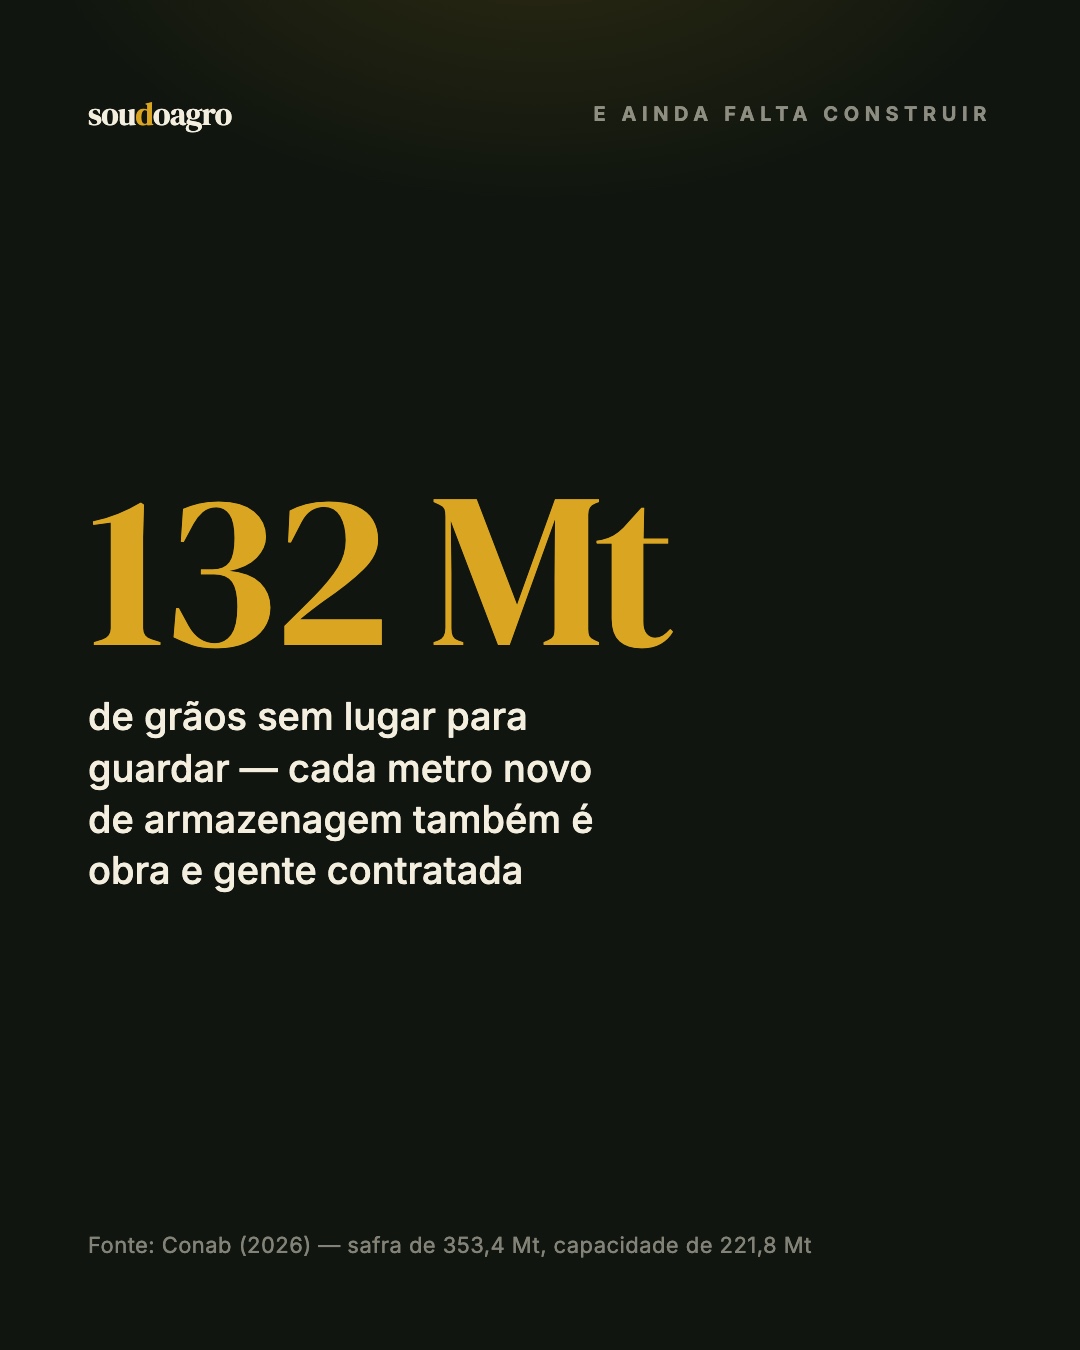 soudoagro
E AINDA FALTA CONSTRUIR
132 Mt
de grãos sem lugar para
guardar — cada metro novo
de armazenagem também é
obra e gente contratada
Fonte: Conab (2026) — safra de 353,4 Mt, capacidade de 221,8 Mt